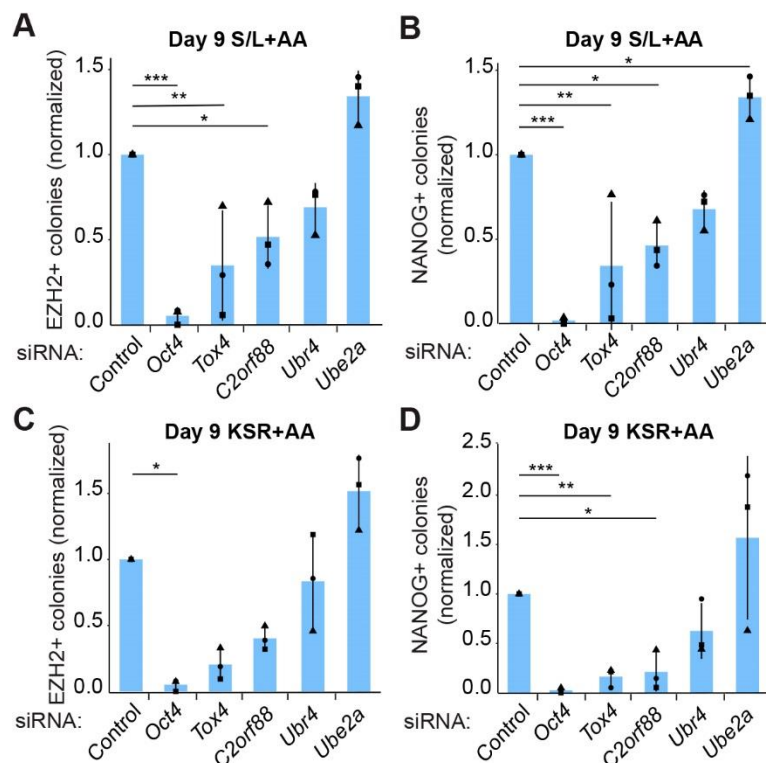 A
Day 9 S/L+AA
EZH2+ colonies (normalized)
1.5
1.0
0.5
0.0
***
**
*
siRNA:
Control
Oct4
Tox4
C2orf88
Ubr4
Ube2a
B
Day 9 S/L+AA
NANOG+ colonies
(normalized)
1.5
1.0
0.5
0.0
*
*
**
***
siRNA:
Control
Oct4
Tox4
C2orf88
Ubr4
Ube2a
C
Day 9 KSR+AA
EZH2+ colonies (normalized)
1.5
1.0
0.5
0.0
*
siRNA:
Control
Oct4
Tox4
C2orf88
Ubr4
Ube2a
D
Day 9 KSR+AA
NANOG+ colonies
(normalized)
2.5
2.0
1.5
1.0
0.5
0.0
***
**
*
siRNA:
Control
Oct4
Tox4
C2orf88
Ubr4
Ube2a